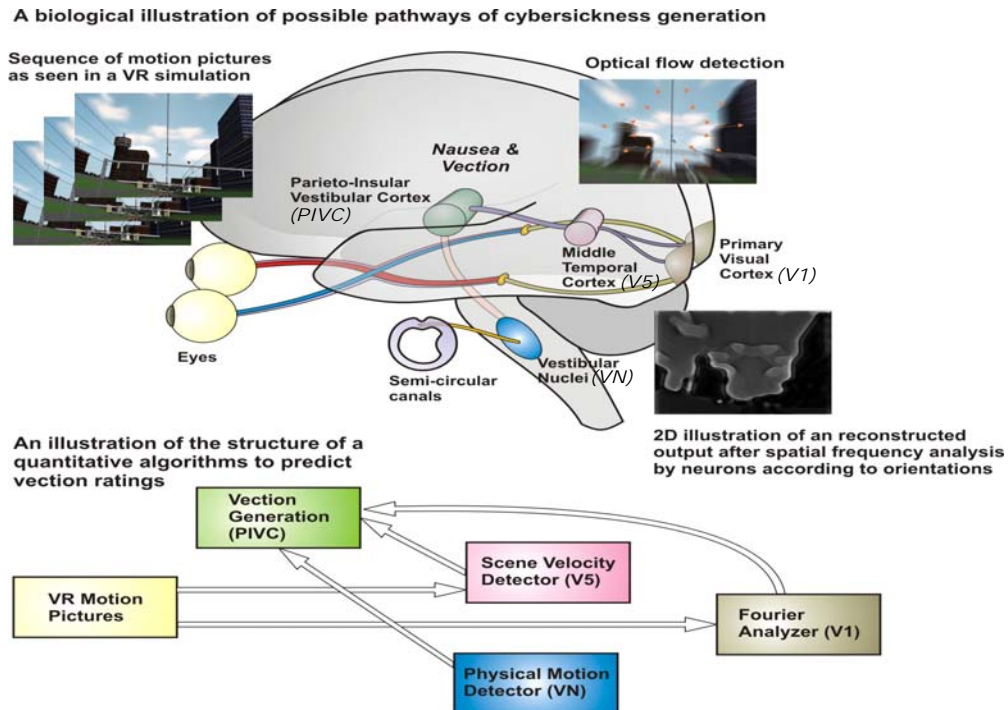 A biological illustration of possible pathways of cybersickness generation
Sequence of motion pictures
as seen in a VR simulation
Optical flow detection
Nausea &
Vection
Parieto-Insular
Vestibular Cortex
(PIVC)
Middle
Temporal
Cortex (V5)
Primary
Visual
Cortex (V1)
Eyes
Semi-circular
canals
Vestibular
Nuclei (VN)
2D illustration of an reconstructed
output after spatial frequency analysis
by neurons according to orientations
An illustration of the structure of a
quantitative algorithms to predict
vection ratings
Vection
Generation
(PIVC)
Scene Velocity
Detector (V5)
VR Motion
Pictures
Fourier
Analyzer (V1)
Physical Motion
Detector (VN)